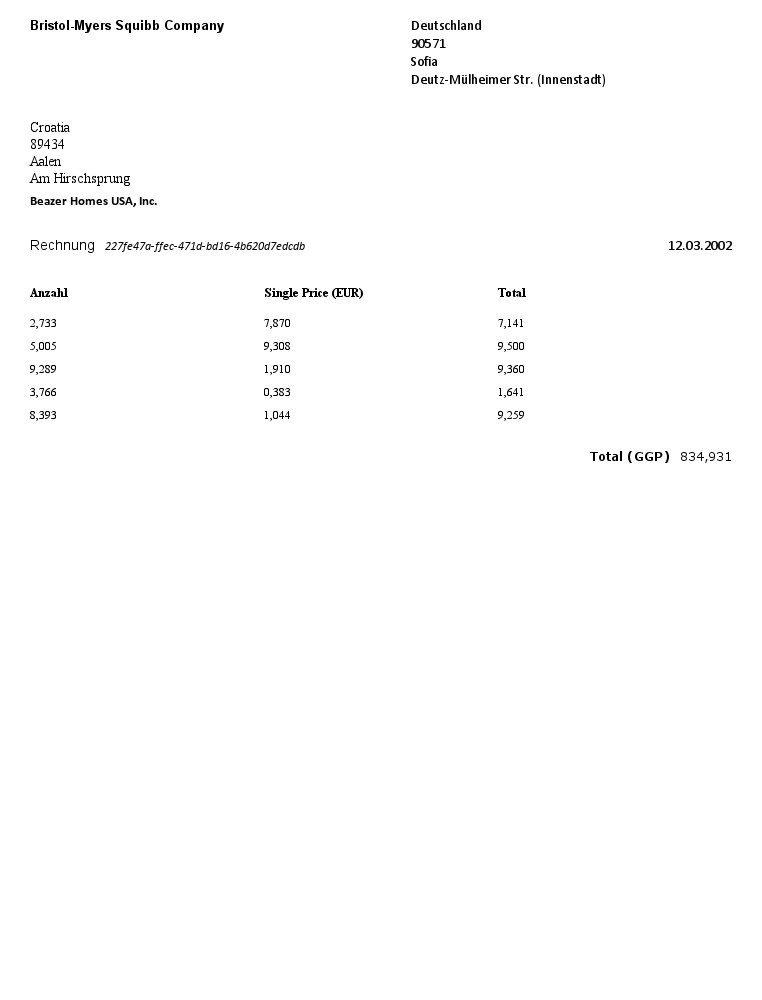 Bristol-Myers Squibb Company
Deutschland
90571
Sofia
Deutz-Mülheimer Str. (Innenstadt)
Croatia
89434
Aalen
Am Hirschsprung
Beazer Homes USA, Inc.
Rechnung 227fe47a-ffec-471d-bd16-4b620d7edcdb 12.03.2002
Anzahl Single Price (EUR) Total
2,733 7,870 7,141
5,005 9,308 9,500
9,289 1,910 9,360
3,766 0,383 1,641
8,393 1,044 9,259
Total (GGP) 834,931